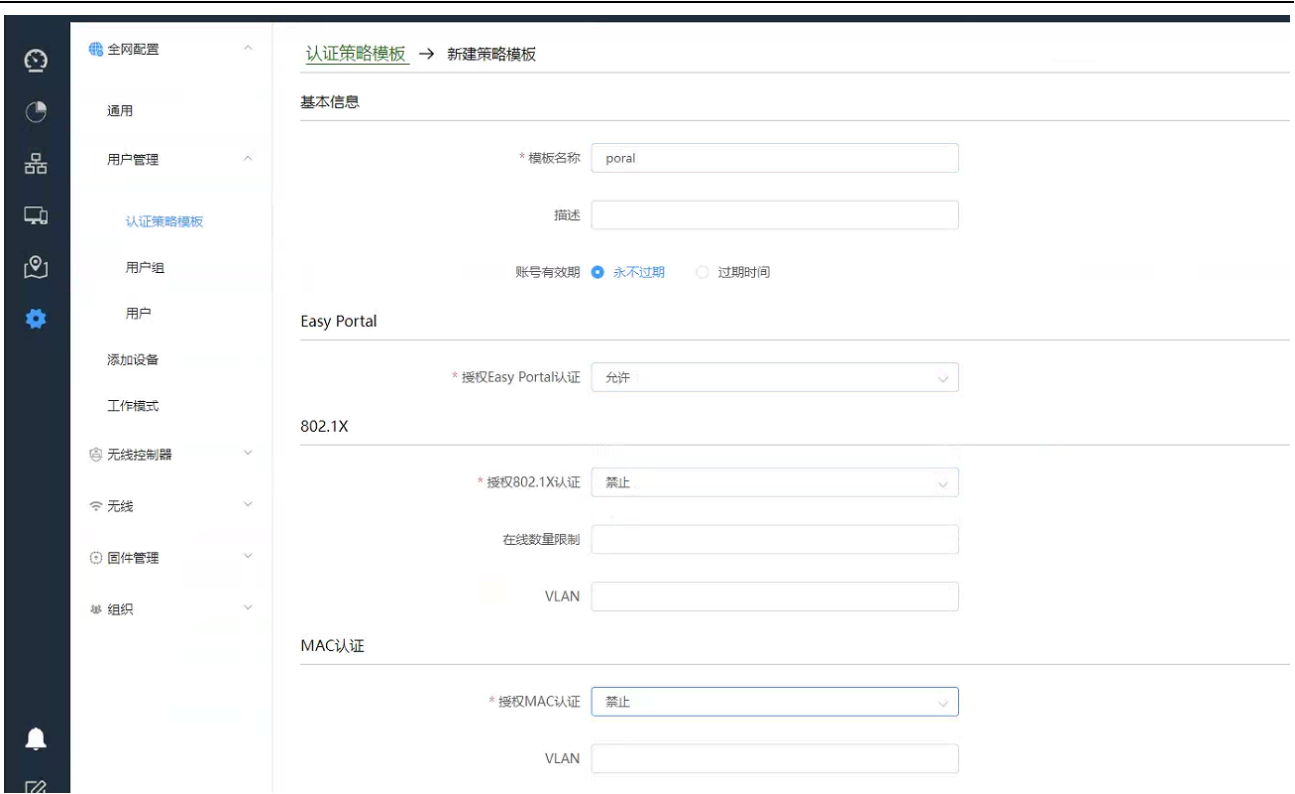 全网配置
通用
用户管理
认证策略模板
用户组
用户
添加设备
工作模式
无线控制器
无线
固件管理
组织
认证策略模板 → 新建策略模板
基本信息
* 模板名称 poral
描述
账号有效期 永不过期 过期时间
Easy Portal
* 授权Easy Portal认证 允许
802.1X
* 授权802.1X认证 禁止
在线数量限制
VLAN
MAC认证
* 授权MAC认证 禁止
VLAN